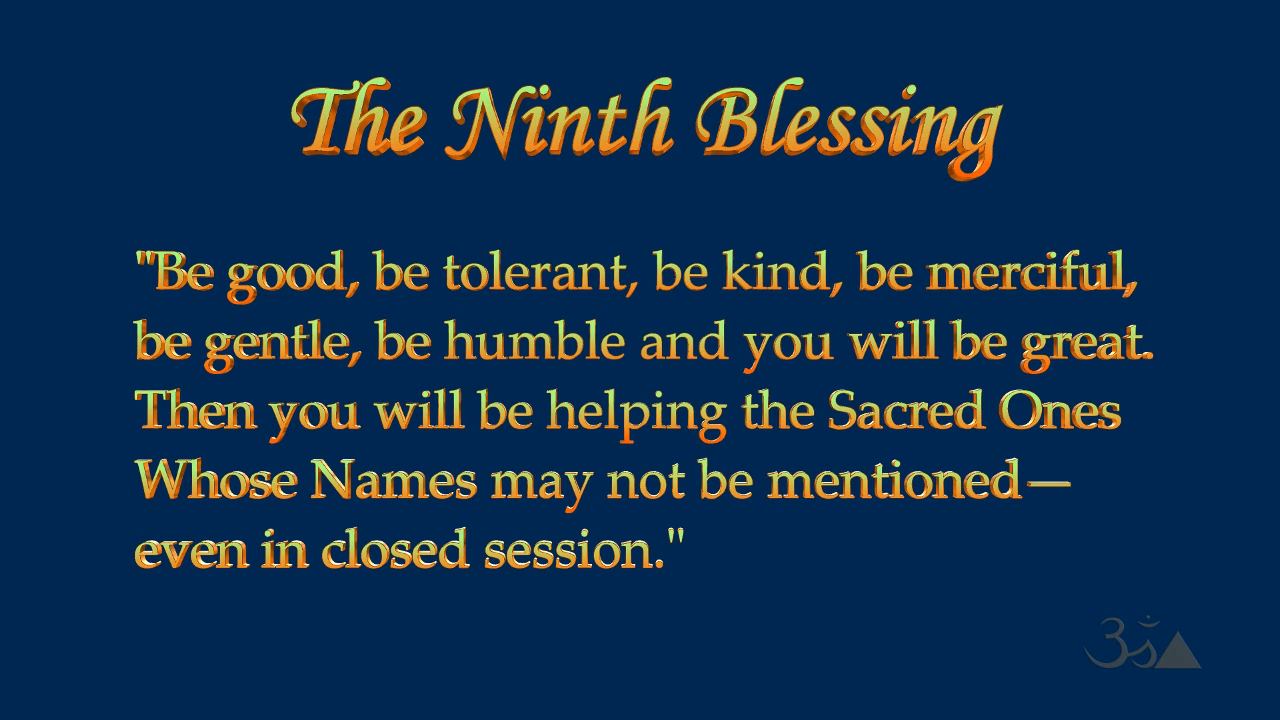 The Ninth Blessing
"Be good, be tolerant, be kind, be merciful,
be gentle, be humble and you will be great.
Then you will be helping the Sacred Ones
Whose Names may not be mentioned—
even in closed session."
ॐ